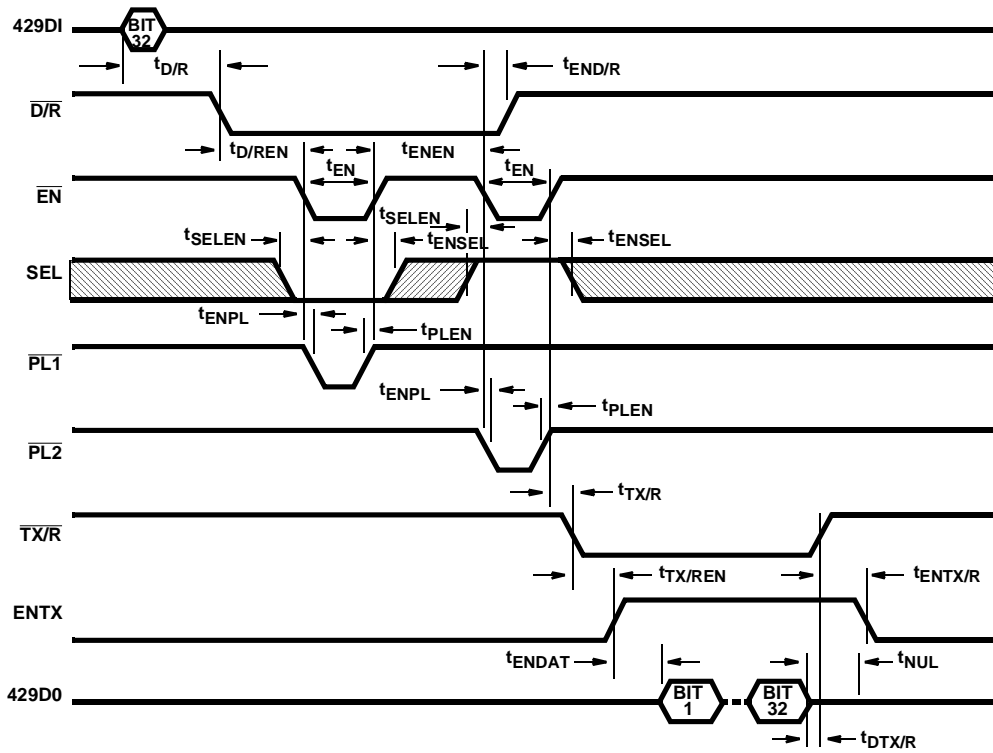 429DI
BIT
32
tD/R
tEND/R
D/R
tD/REN
tENEN
tEN
tEN
EN
tSELEN
tSELEN
tENSEL
tENSEL
SEL
tENPL
tPLEN
PL1
tENPL
tPLEN
PL2
tTX/R
TX/R
tTX/REN
tENTX/R
ENTX
tENDAT
tNUL
429D0
BIT
1
BIT
32
tDTX/R